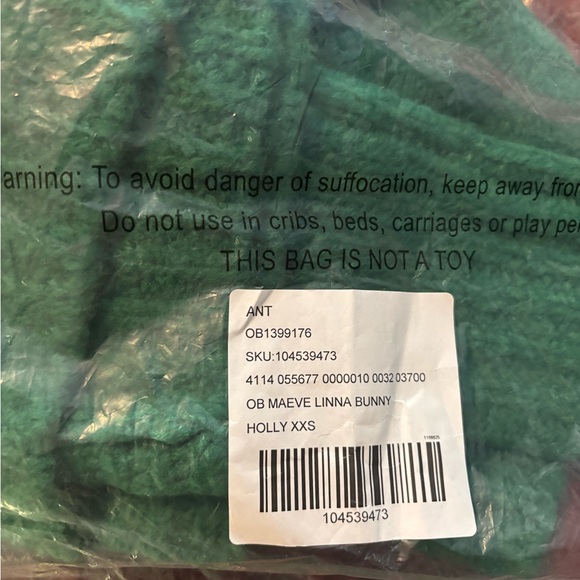 arning: To avoid danger of suffocation, keep away from
Do not use in cribs, beds, carriages or play pe
THIS BAG IS NOT A TOY
ANT
OB1399176
SKU:104539473
4114 055677 0000010 0032 03700
OB MAEVE LINNA BUNNY
HOLLY XXS
104539473